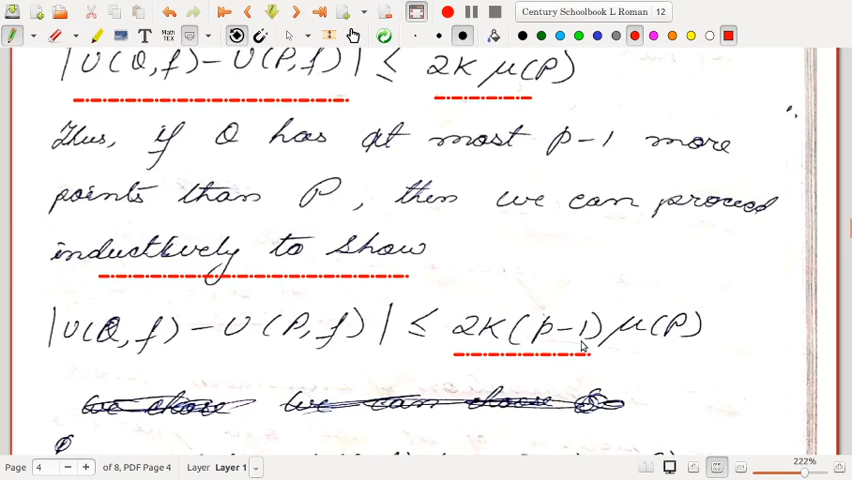 Century Schoolbook L Roman 12
|U(Q,f) - U(P,f)| ≤ 2K μ(P)
Thus, if Q has at most p-1 more
points than P, then we can proceed
inductively to show
|U(Q,f) - U(P,f)| ≤ 2K(p-1) μ(P)
Page 4 of 8, PDF Page 4 Layer Layer 1 222%